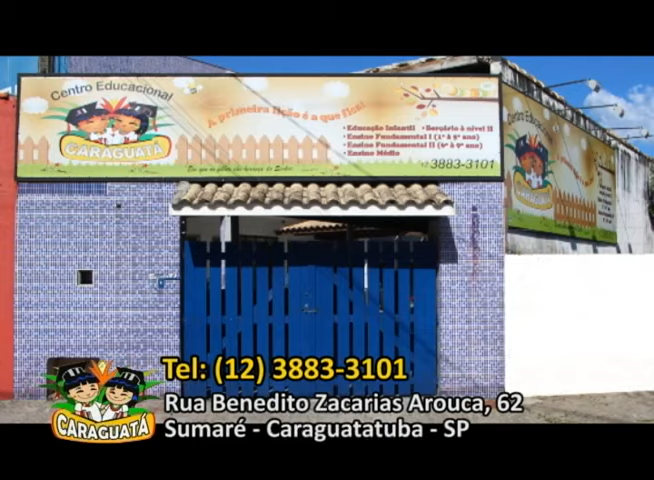 Centro Educacional
CARAGUATÁ
A primeira lição é a que fica!
• Educação Infantil • Berçário à nível II
• Ensino Fundamental I (1º à 5º ano)
• Ensino Fundamental II (6º à 9º ano)
• Ensino Médio
3883-3101
Centro
Tel: (12) 3883-3101
Rua Benedito Zacarias Arouca, 62
Sumaré - Caraguatatuba - SP
CARAGUATÁ